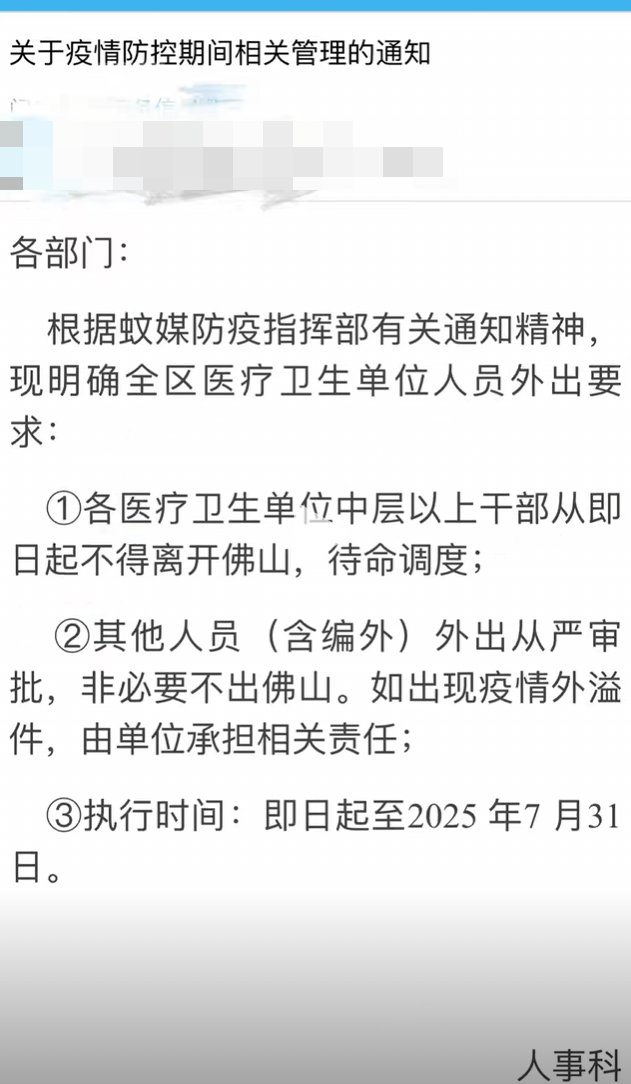 关于疫情防控期间相关管理的通知
各部门：
根据蚊媒防疫指挥部有关通知精神，
现明确全区医疗卫生单位人员外出要
求：
①各医疗卫生单位中层以上干部从即
日起不得离开佛山，待命调度；
②其他人员（含编外）外出从严审
批，非必要不出佛山。如出现疫情外溢
件，由单位承担相关责任；
③执行时间：即日起至2025 年7 月31
日。
人事科